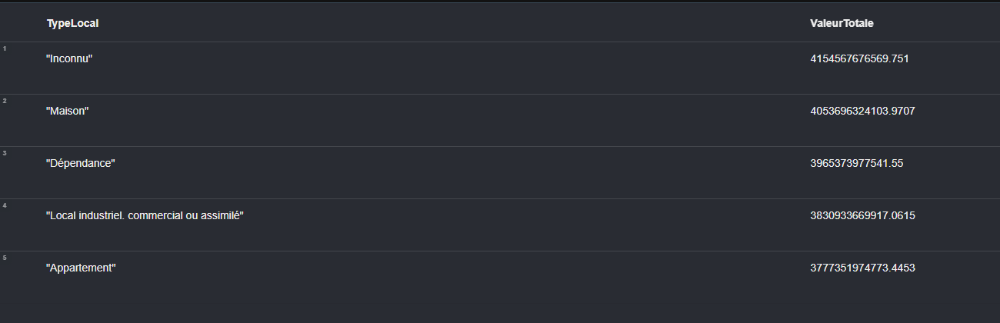 TypeLocal ValeurTotale
1
"Inconnu" 4154567676569.751
2
"Maison" 4053696324103.9707
3
"Dépendance" 3965373977541.55
4
"Local industriel. commercial ou assimilé" 3830933669917.0615
5
"Appartement" 3777351974773.4453